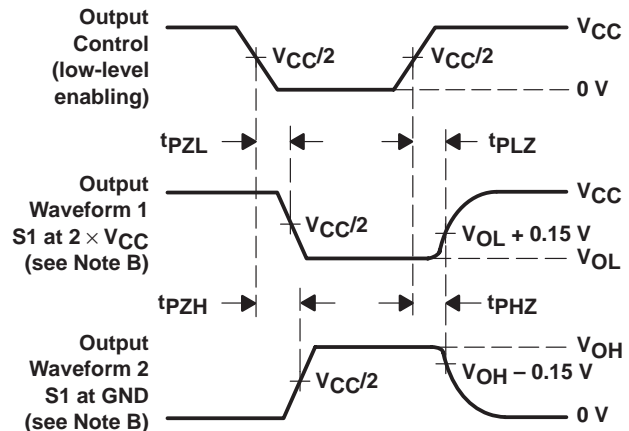 Output
Control
(low-level
enabling)
VCC/2
VCC/2
VCC
0 V
tPZL
tPLZ
Output
Waveform 1
S1 at 2 × VCC
(see Note B)
VCC/2
VCC
VOL + 0.15 V
VOL
tPZH
tPHZ
Output
Waveform 2
S1 at GND
(see Note B)
VCC/2
VOH
VOH − 0.15 V
0 V